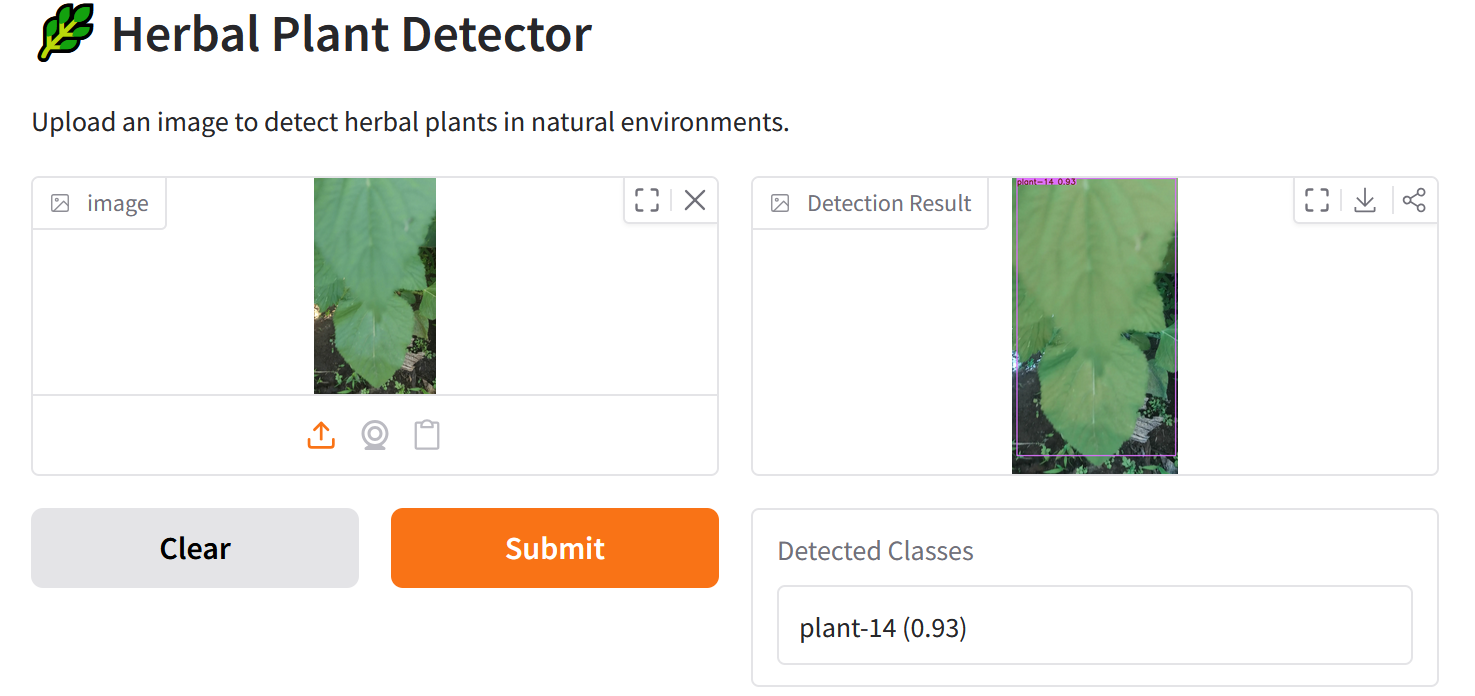 Herbal Plant Detector
Upload an image to detect herbal plants in natural environments.
image
Detection Result
plant-14 0.93
Clear
Submit
Detected Classes
plant-14 (0.93)